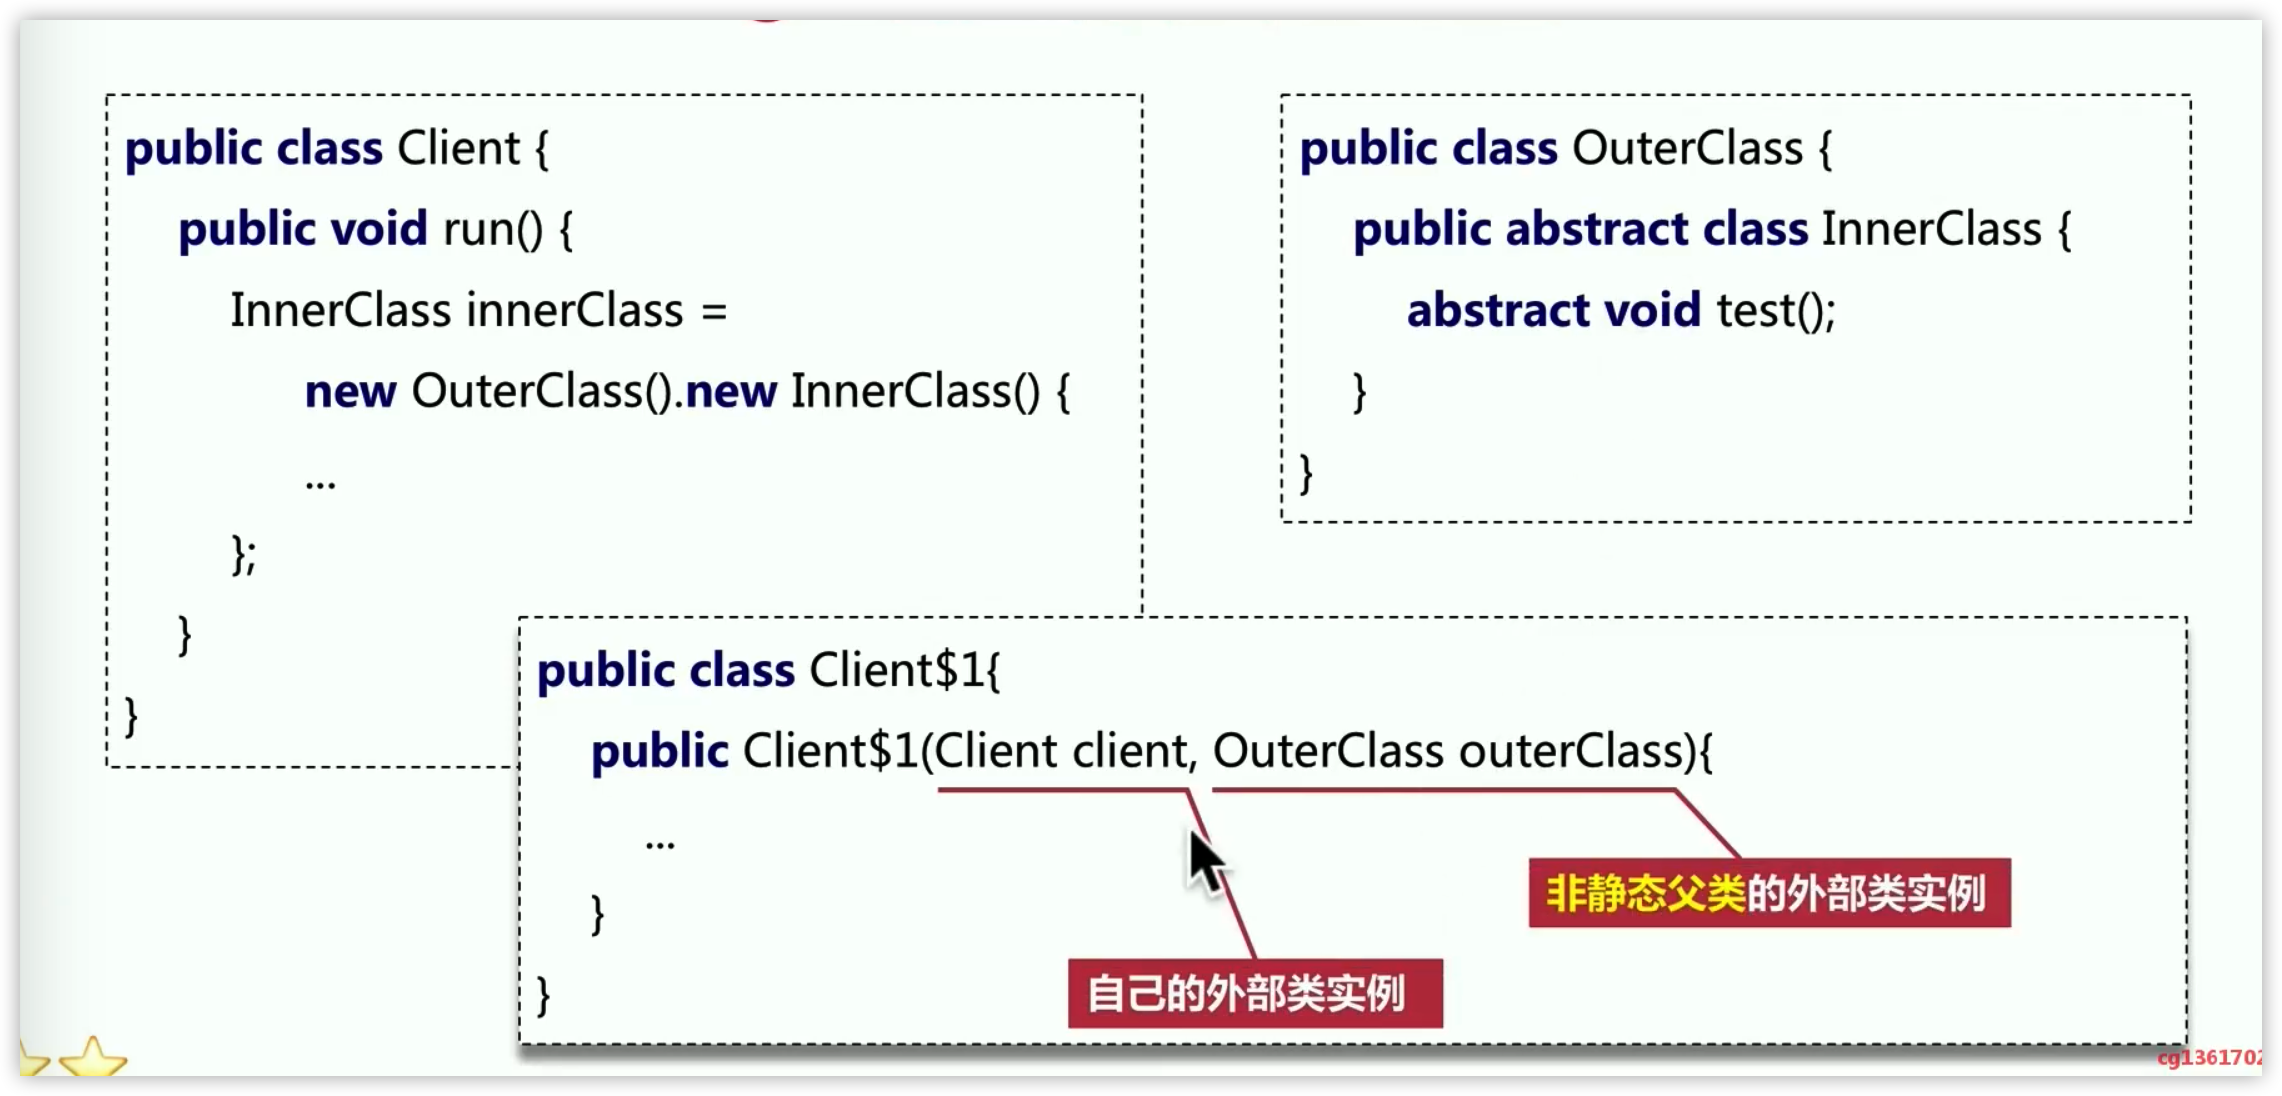 public class Client {
public void run() {
InnerClass innerClass =
new OuterClass().new InnerClass() {
...
};
}
}
public class OuterClass {
public abstract class InnerClass {
abstract void test();
}
}
public class Client$1{
public Client$1(Client client, OuterClass outerClass){
...
}
}
非静态父类的外部类实例
自己的外部类实例
cg136170